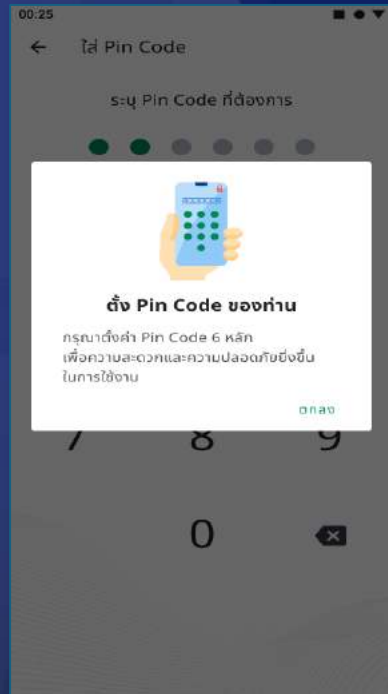 00:25
ใส่ Pin Code
ระบุ Pin Code ที่ต้องการ
ตั้ง Pin Code ของท่าน
กรุณาตั้งค่า Pin Code 6 หลัก
เพื่อความสะดวกและความปลอดภัยยิ่งขึ้น
ในการใช้งาน
ตกลง
7 8 9
0